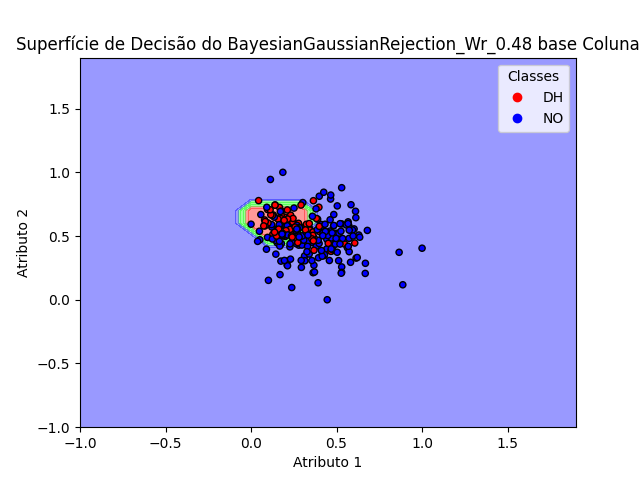 Superfície de Decisão do BayesianGaussianRejection_Wr_0.48 base Coluna
Classes
DH
NO
1.5
1.0
0.5
0.0
−0.5
−1.0
Atributo 2
−1.0
−0.5
0.0
0.5
1.0
1.5
Atributo 1